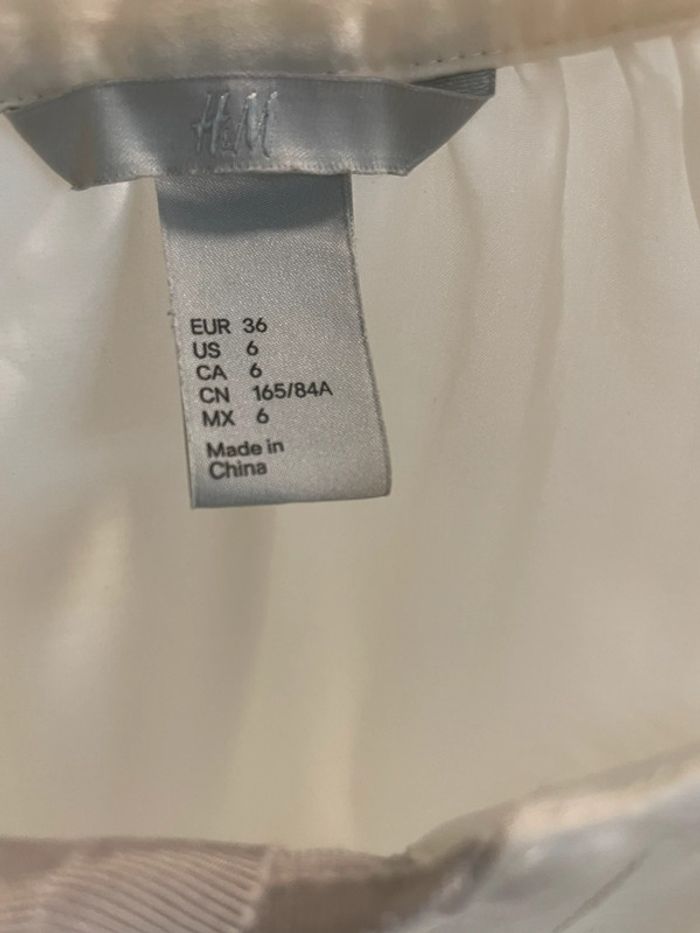 H&M
EUR 36
US 6
CA 6
CN 165/84A
MX 6
Made in
China